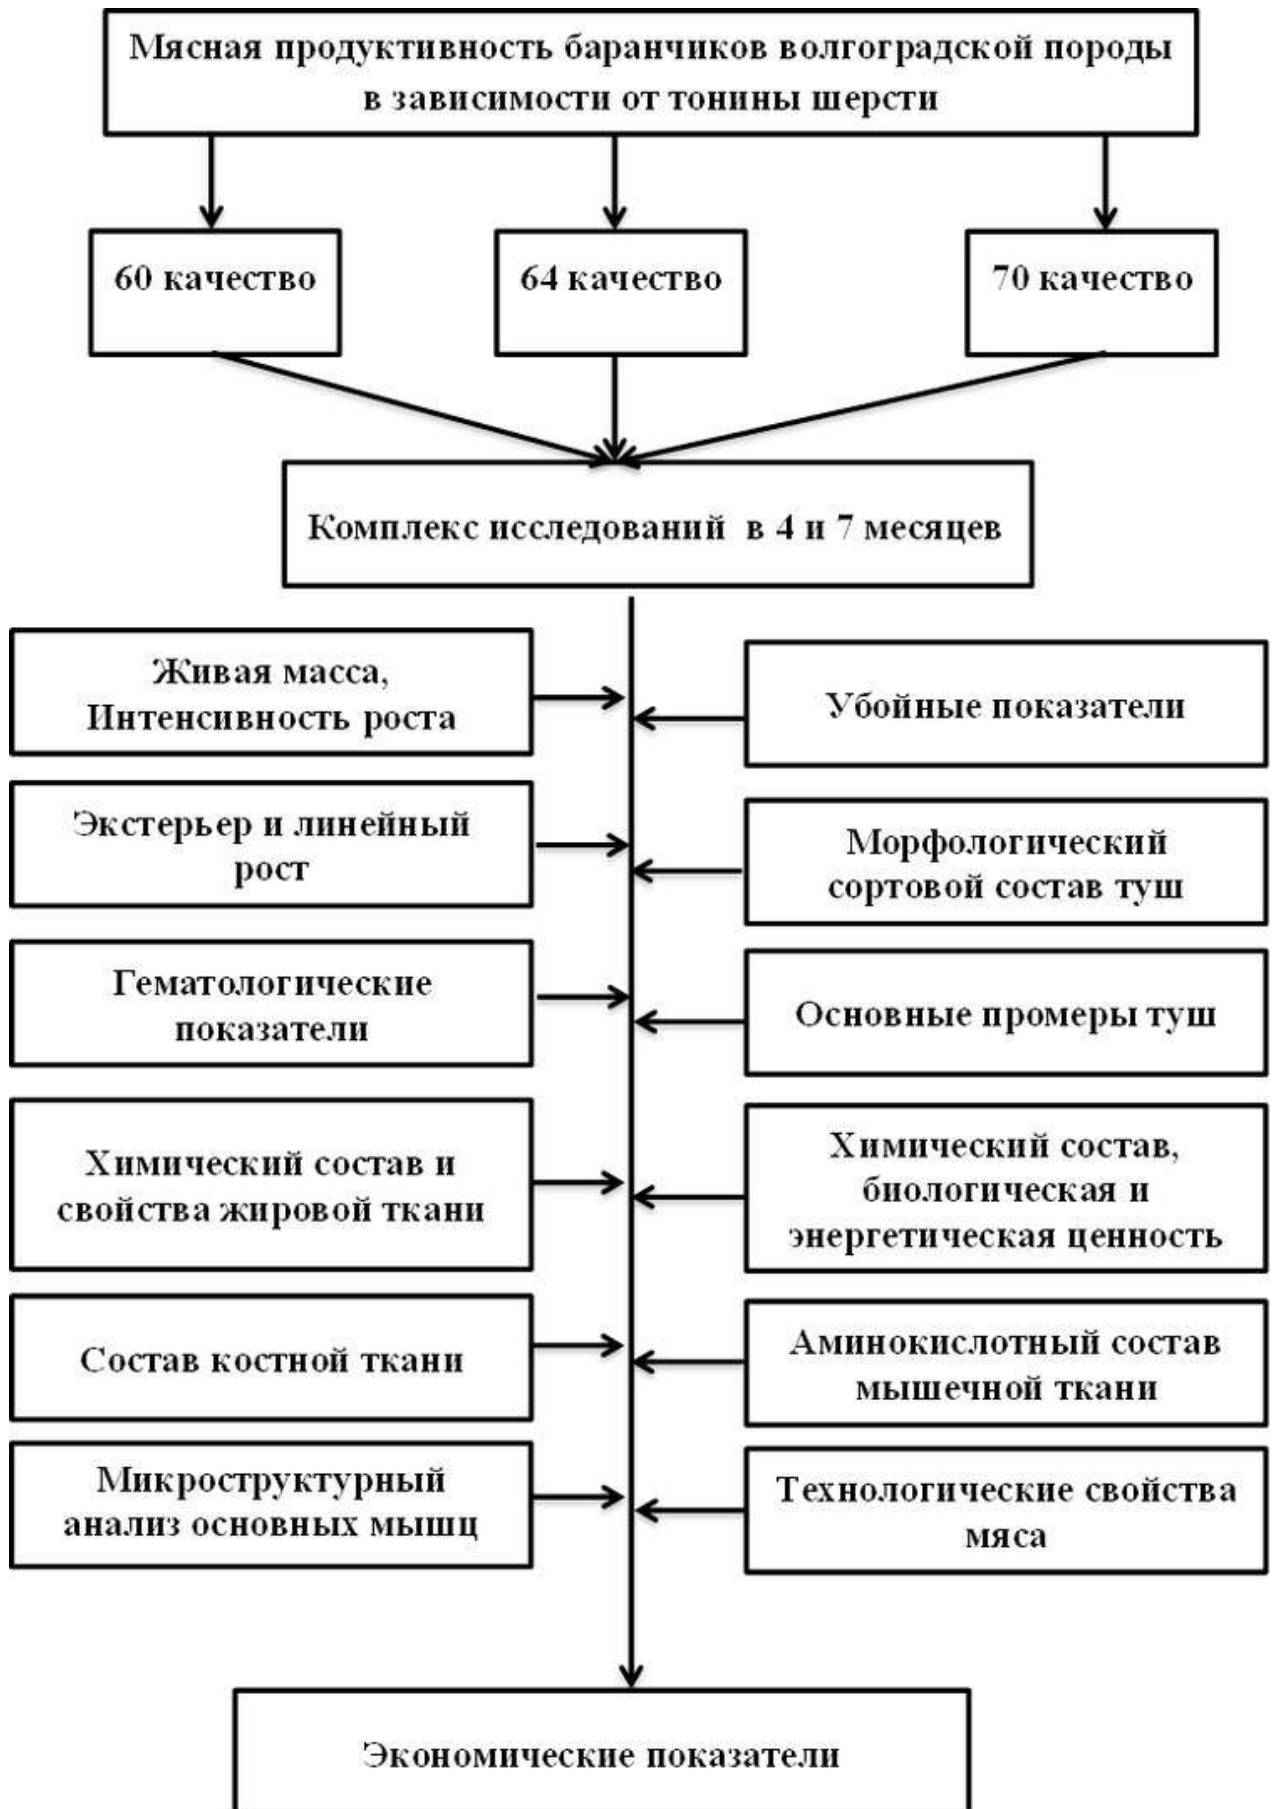 Мясная продуктивность баранчиков волгоградской породы
в зависимости от тонины шерсти
60 качество
64 качество
70 качество
Комплекс исследований в 4 и 7 месяцев
Живая масса,
Интенсивность роста
Убойные показатели
Экстерьер и линейный
рост
Морфологический
сортовой состав туш
Гематологические
показатели
Основные промеры туш
Химический состав и
свойства жировой ткани
Химический состав,
биологическая и
энергетическая ценность
Состав костной ткани
Аминокислотный состав
мышечной ткани
Микроструктурный
анализ основных мышц
Технологические свойства
мяса
Экономические показатели